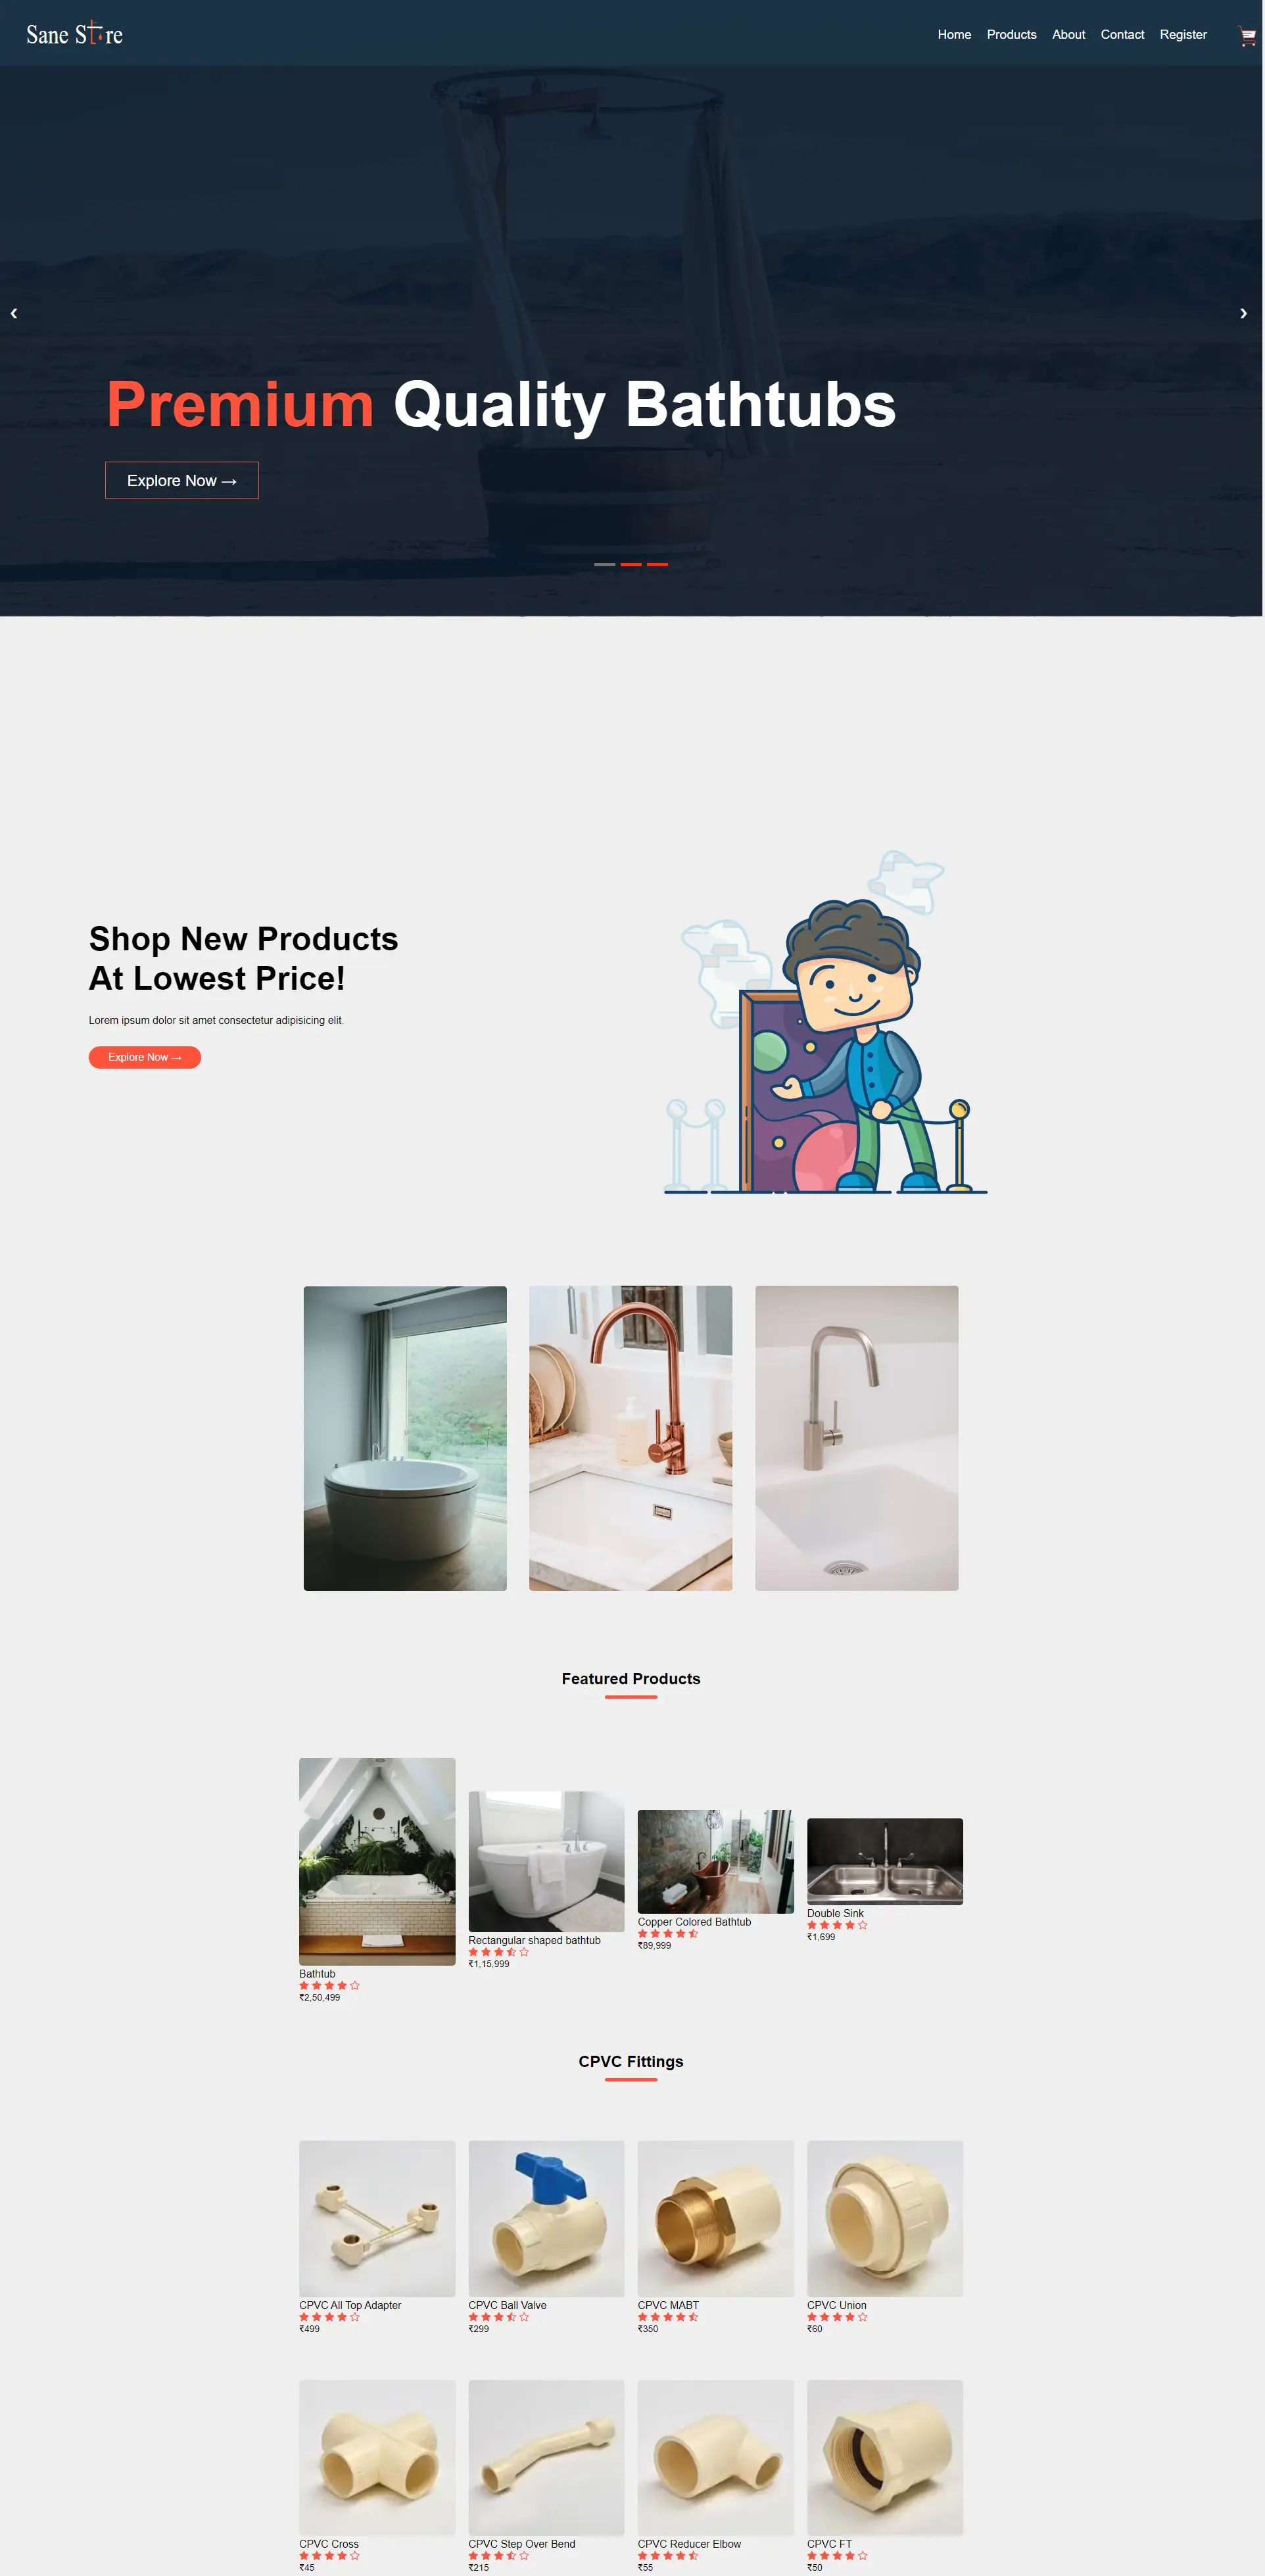 Sane Store
Home Products About Contact Register
‹ ›
Premium Quality Bathtubs
Explore Now →
Shop New Products
At Lowest Price!
Lorem ipsum dolor sit amet consectetur adipisicing elit.
Explore Now →
Featured Products
Bathtub
₹2,50,499
Rectangular shaped bathtub
₹1,15,999
Copper Colored Bathtub
₹89,999
Double Sink
₹1,699
CPVC Fittings
CPVC All Top Adapter
₹499
CPVC Ball Valve
₹299
CPVC MABT
₹350
CPVC Union
₹60
CPVC Cross
₹45
CPVC Step Over Bend
₹215
CPVC Reducer Elbow
₹55
CPVC FT
₹50